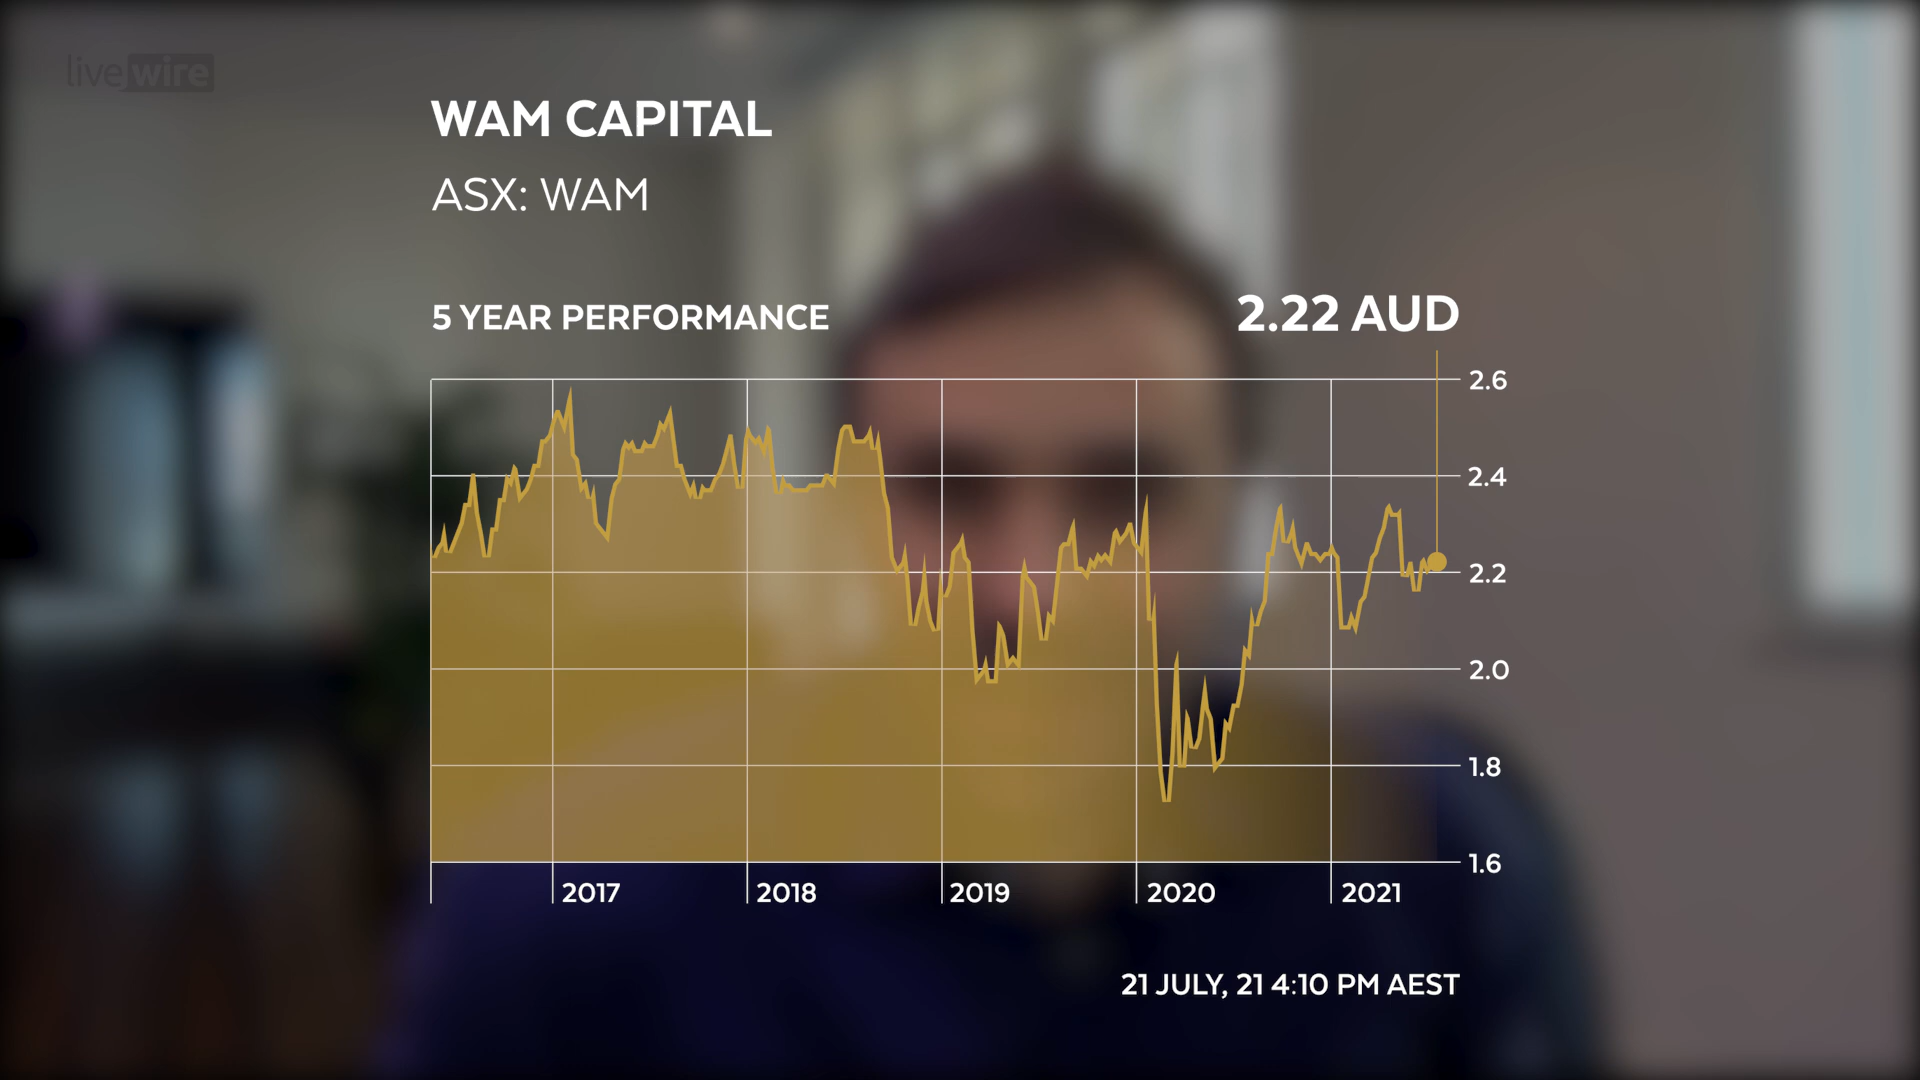 livewire
WAM CAPITAL
ASX: WAM
5 YEAR PERFORMANCE
2.22 AUD
2.6
2.4
2.2
2.0
1.8
1.6
2017
2018
2019
2020
2021
21 JULY, 21 4:10 PM AEST